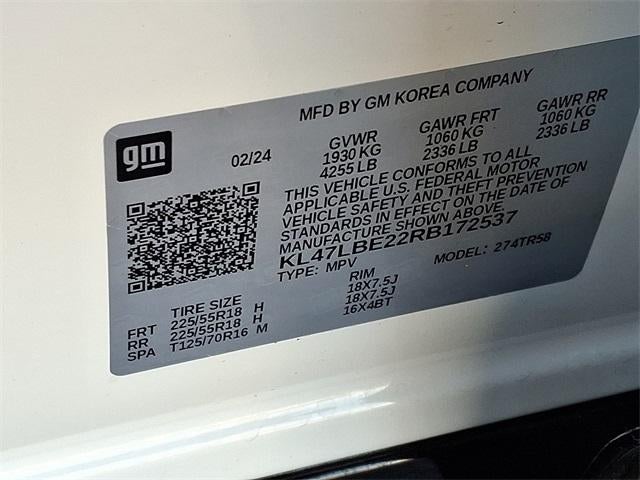 MFD BY GM KOREA COMPANY
gm
02/24
GVWR GAWR FRT GAWR RR
1930 KG 1060 KG 1060 KG
4255 LB 2336 LB 2336 LB
THIS VEHICLE CONFORMS TO ALL
APPLICABLE U.S. FEDERAL MOTOR
VEHICLE SAFETY AND THEFT PREVENTION
STANDARDS IN EFFECT ON THE DATE OF
MANUFACTURE SHOWN ABOVE.
KL47LBE22RB172537
TYPE: MPV MODEL: 274TR58
TIRE SIZE RIM
FRT 225/55R18 H 18X7.5J
RR 225/55R18 H 18X7.5J
SPA T125/70R16 M 16X4BT